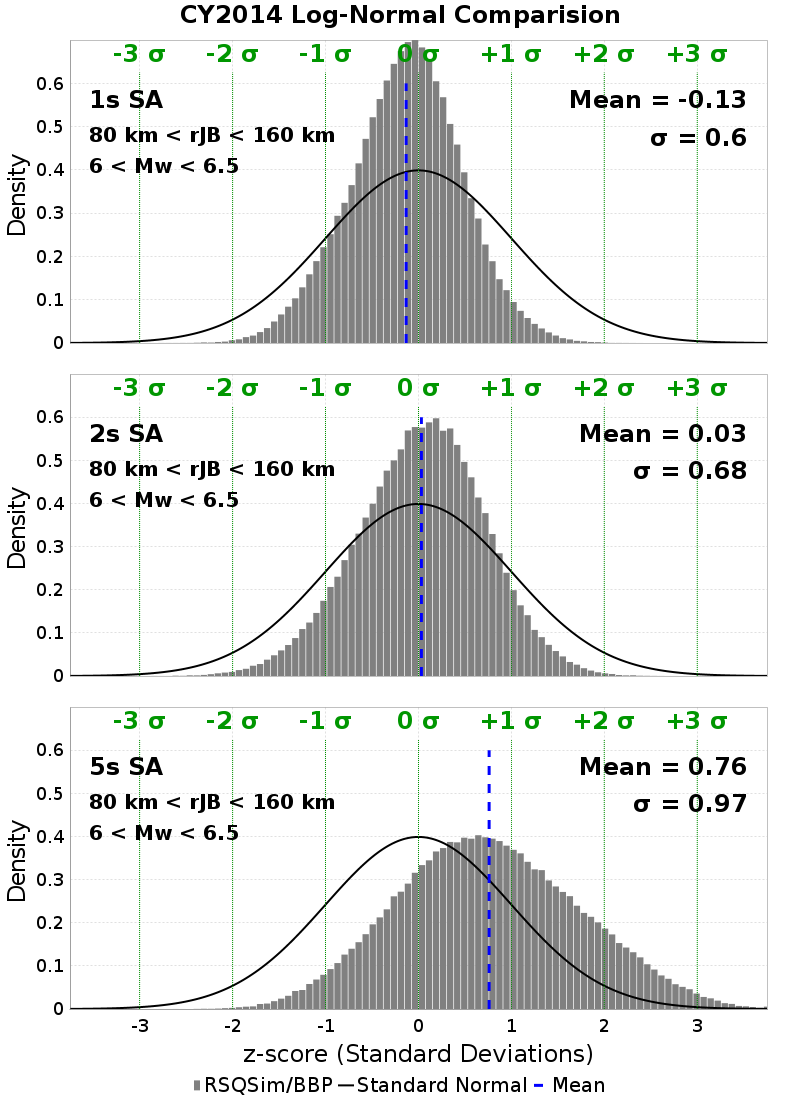 CY2014 Log-Normal Comparision
-3 σ -2 σ -1 σ 0 σ +1 σ +2 σ +3 σ
1s SA
80 km < rJB < 160 km
6 < Mw < 6.5
Mean = -0.13
σ = 0.6
Density
0.6
0.5
0.4
0.3
0.2
0.1
0
-3 σ -2 σ -1 σ 0 σ +1 σ +2 σ +3 σ
2s SA
80 km < rJB < 160 km
6 < Mw < 6.5
Mean = 0.03
σ = 0.68
Density
0.6
0.5
0.4
0.3
0.2
0.1
0
-3 σ -2 σ -1 σ 0 σ +1 σ +2 σ +3 σ
5s SA
80 km < rJB < 160 km
6 < Mw < 6.5
Mean = 0.76
σ = 0.97
Density
0.6
0.5
0.4
0.3
0.2
0.1
0
-3 -2 -1 0 1 2 3
z-score (Standard Deviations)
RSQSim/BBP Standard Normal Mean